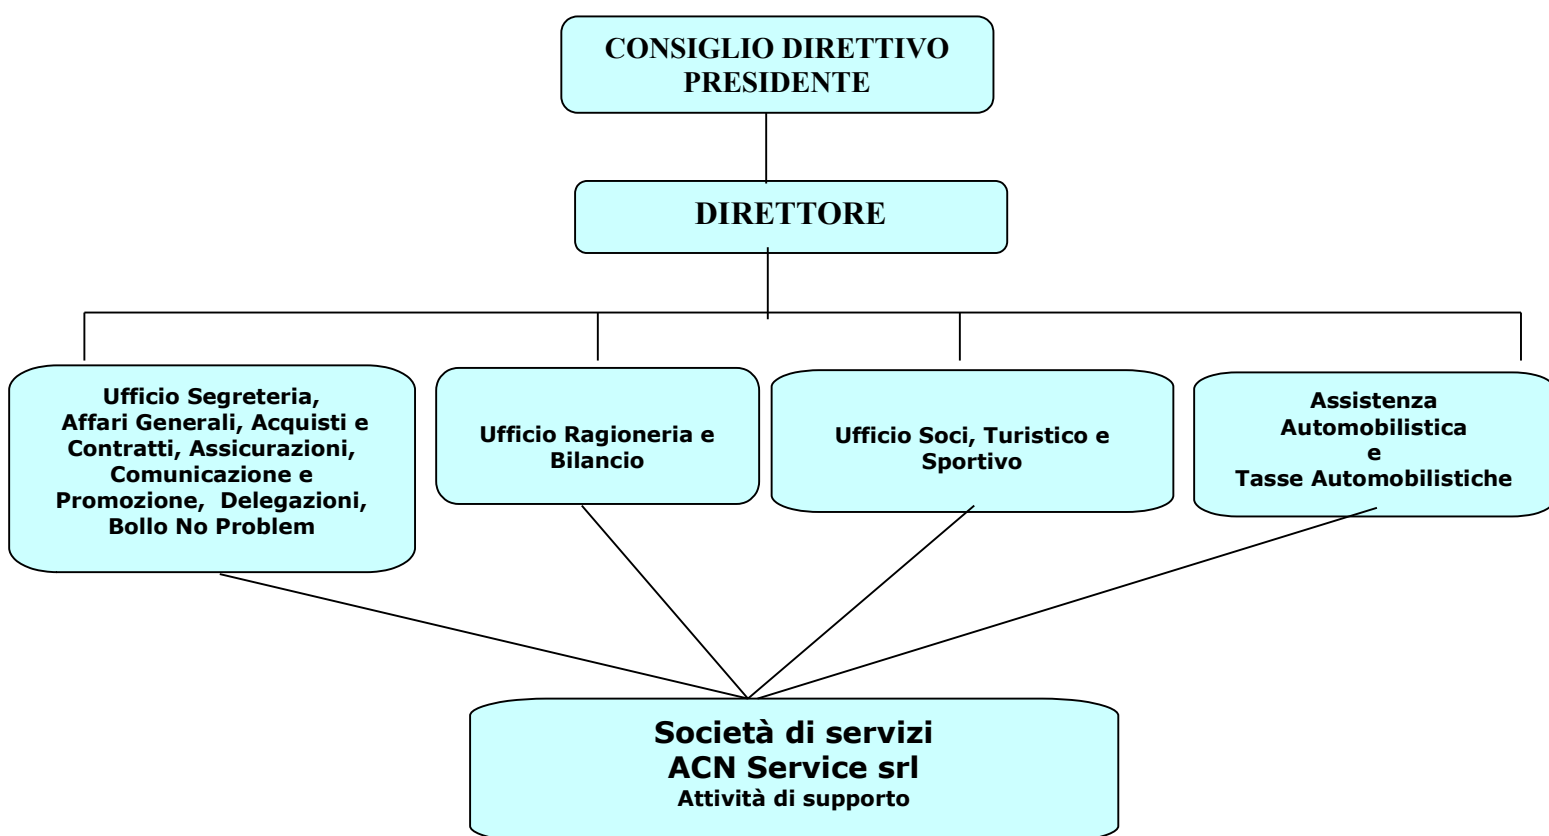 CONSIGLIO DIRETTIVO
PRESIDENTE
DIRETTORE
Ufficio Segreteria,
Affari Generali, Acquisti e
Contratti, Assicurazioni,
Comunicazione e
Promozione, Delegazioni,
Bollo No Problem
Ufficio Ragioneria e
Bilancio
Ufficio Soci, Turistico e
Sportivo
Assistenza
Automobilistica
e
Tasse Automobilistiche
Società di servizi
ACN Service srl
Attività di supporto